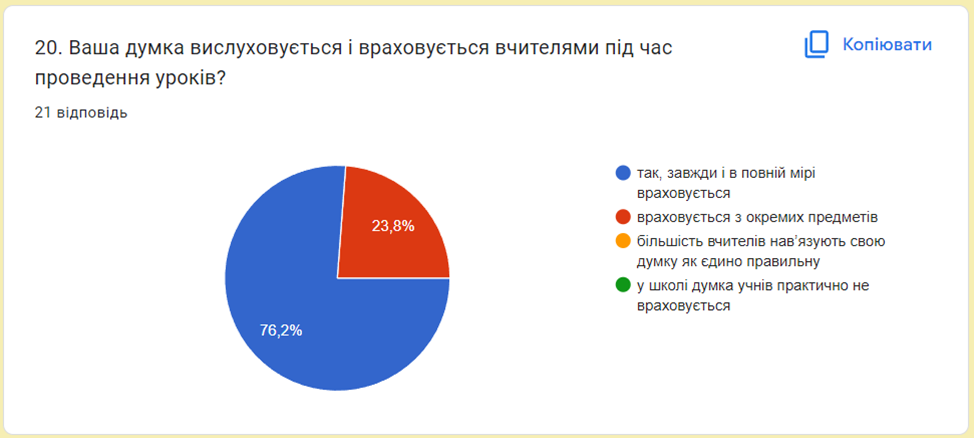 20. Ваша думка вислуховується і враховується вчителями під час
проведення уроків?
Копіювати
21 відповідь
23,8%
76,2%
так, завжди і в повній мірі
враховується
враховується з окремих предметів
більшість вчителів нав’язують свою
думку як єдино правильну
у школі думка учнів практично не
враховується